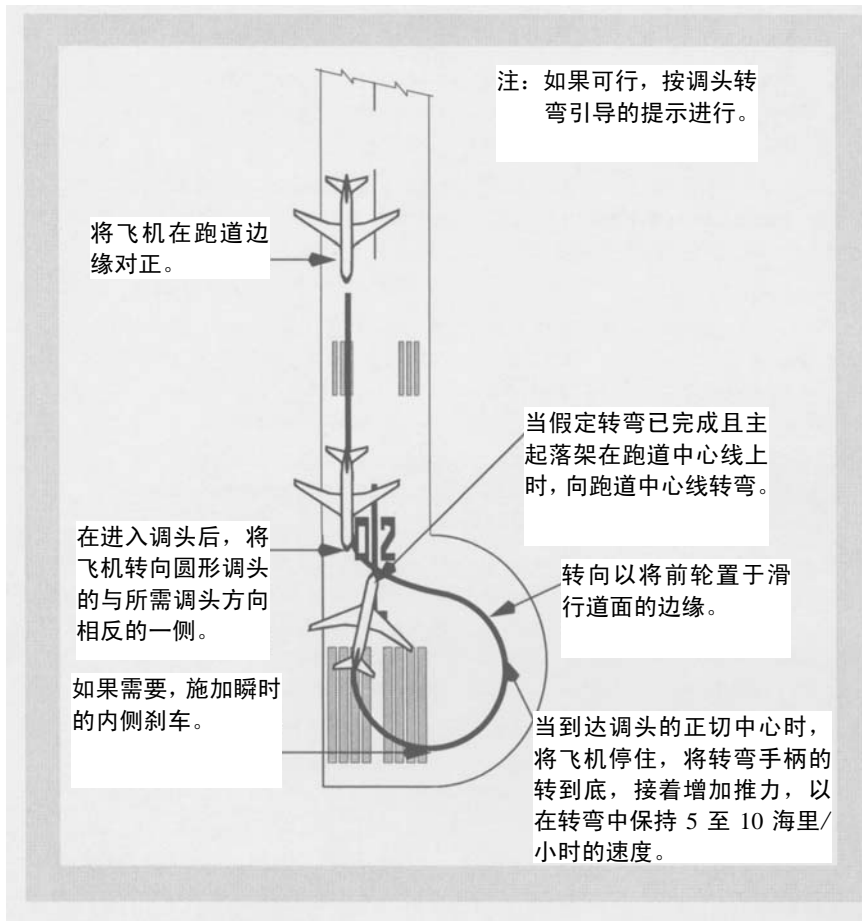 注：如果可行，按调头转
弯引导的提示进行。
将飞机在跑道边
缘对正。
当假定转弯已完成且主
起落架在跑道中心线上
时，向跑道中心线转弯。
02
在进入调头后，将
飞机转向圆形调头
的与所需调头方向
相反的一侧。
转向以将前轮置于滑
行道面的边缘。
如果需要，施加瞬时
的内侧刹车。
当到达调头的正切中心时，
将飞机停住，将转弯手柄的
转到底，接着增加推力，以
在转弯中保持 5 至 10 海里/
小时的速度。